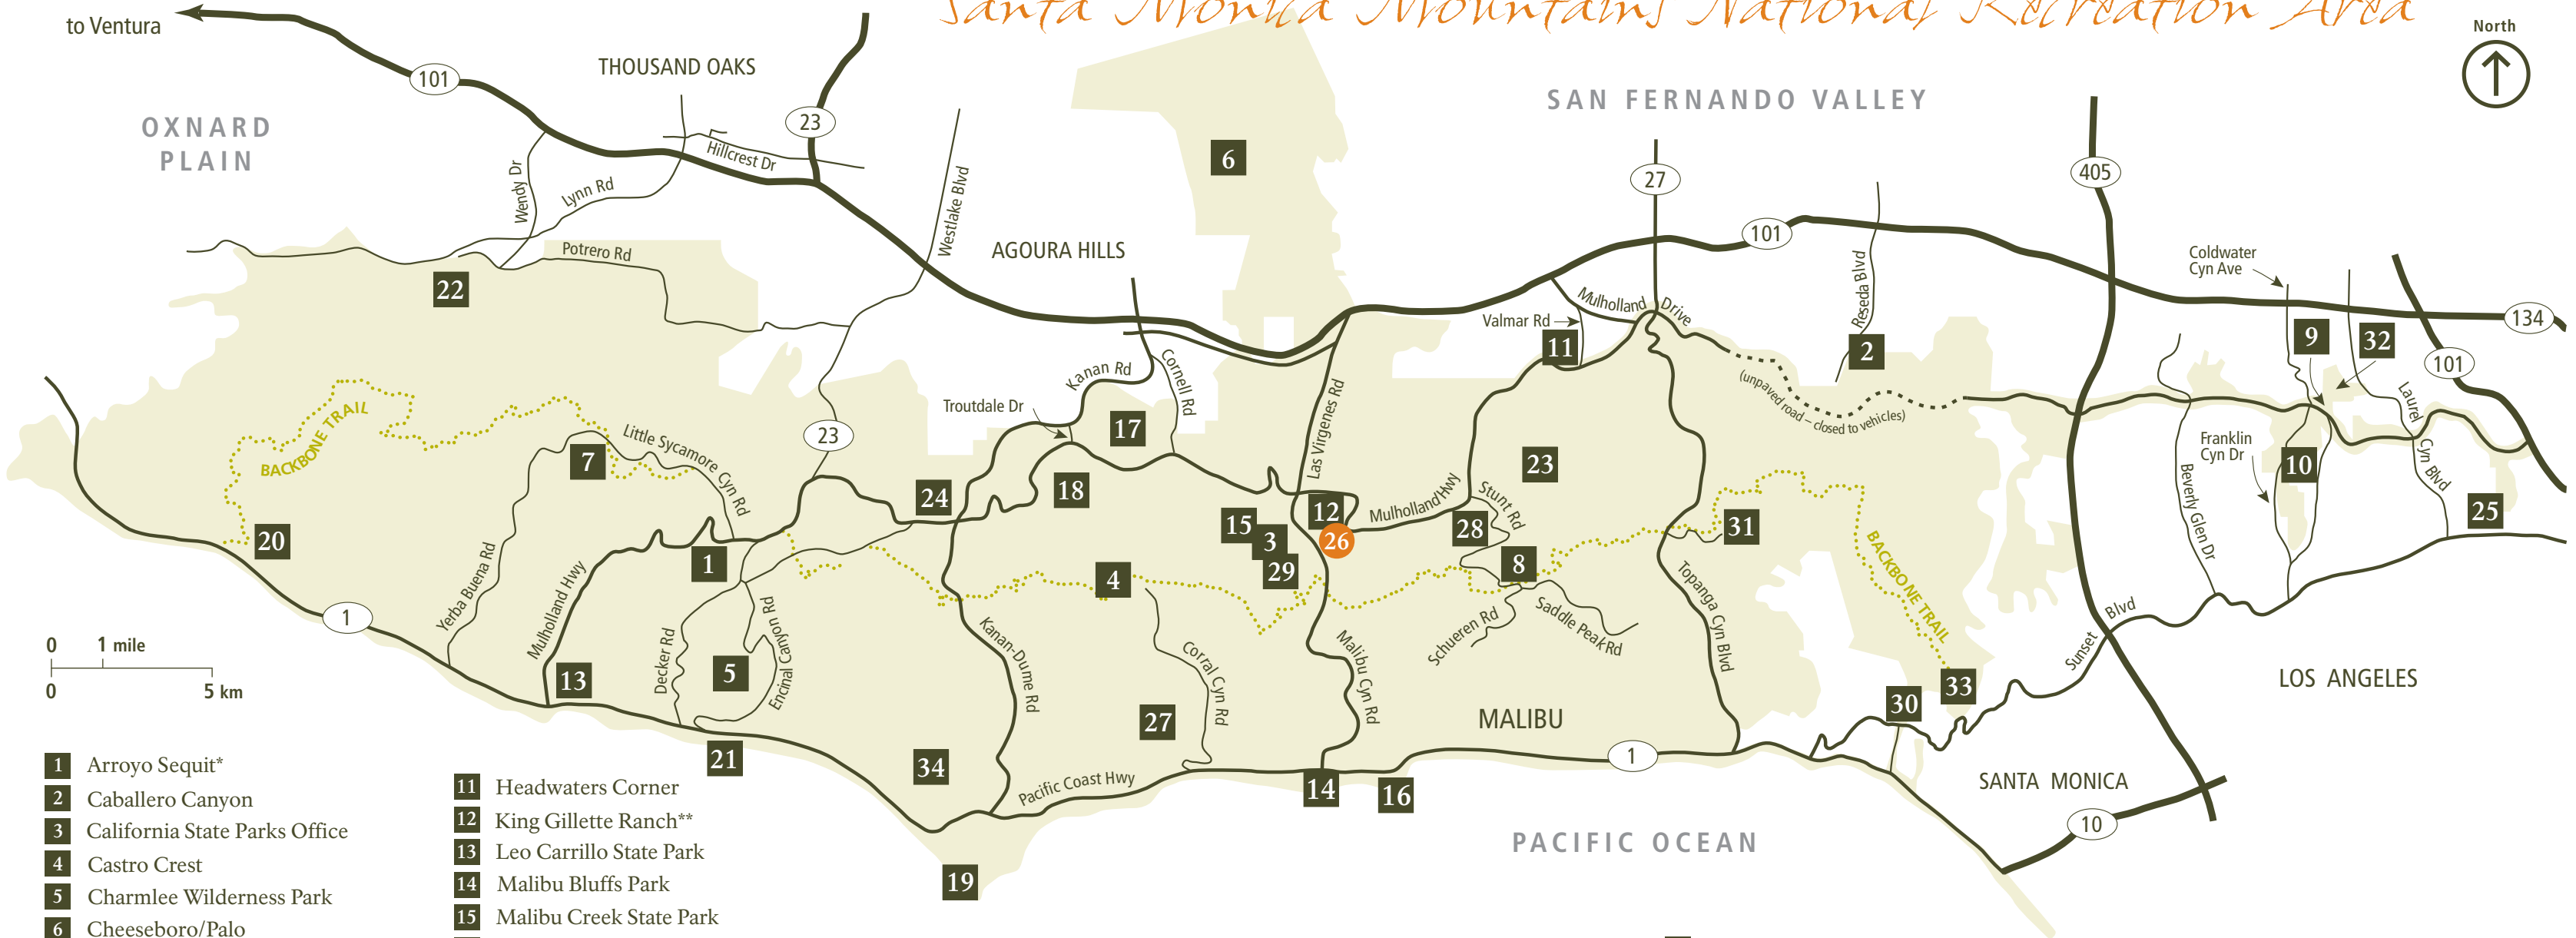 Santa Monica Mountains National Recreation Area
to Ventura
North
101
THOUSAND OAKS
23
SAN FERNANDO VALLEY
OXNARD
PLAIN
Hillcrest Dr
6
27
405
Wendy Dr
Lynn Rd
Westlake Blvd
Potrero Rd
AGOURA HILLS
101
Reseda Blvd
Coldwater
Cyn Ave
22
Mulholland Drive
Valmar Rd
11
2
9
32
134
101
Kanan Rd
Cornell Rd
Las Virgenes Rd
(unpaved road – closed to vehicles)
Laurel
Cyn Blvd
Troutdale Dr
BACKBONE TRAIL
23
17
Little Sycamore Cyn Rd
7
Franklin
Cyn Dr
10
23
Beverly Glen Dr
18
24
Mulholland Hwy
Stunt Rd
12
15
3
26
28
31
25
20
1
29
8
4
BACKBONE TRAIL
Yerba Buena Rd
Mulholland Hwy
1
Decker Rd
Encinal Canyon Rd
Kanan-Dume Rd
Corral Cyn Rd
Malibu Cyn Rd
Schueren Rd
Saddle Peak Rd
Topanga Cyn Blvd
Sunset Blvd
0 1 mile
0 5 km
13
5
33
30
LOS ANGELES
27
MALIBU
21
34
Pacific Coast Hwy
1
14
16
SANTA MONICA
10
PACIFIC OCEAN
19
1 Arroyo Sequit*
2 Caballero Canyon
3 California State Parks Office
4 Castro Crest
5 Charmlee Wilderness Park
6 Cheeseboro/Palo
11 Headwaters Corner
12 King Gillette Ranch**
13 Leo Carrillo State Park
14 Malibu Bluffs Park
15 Malibu Creek State Park